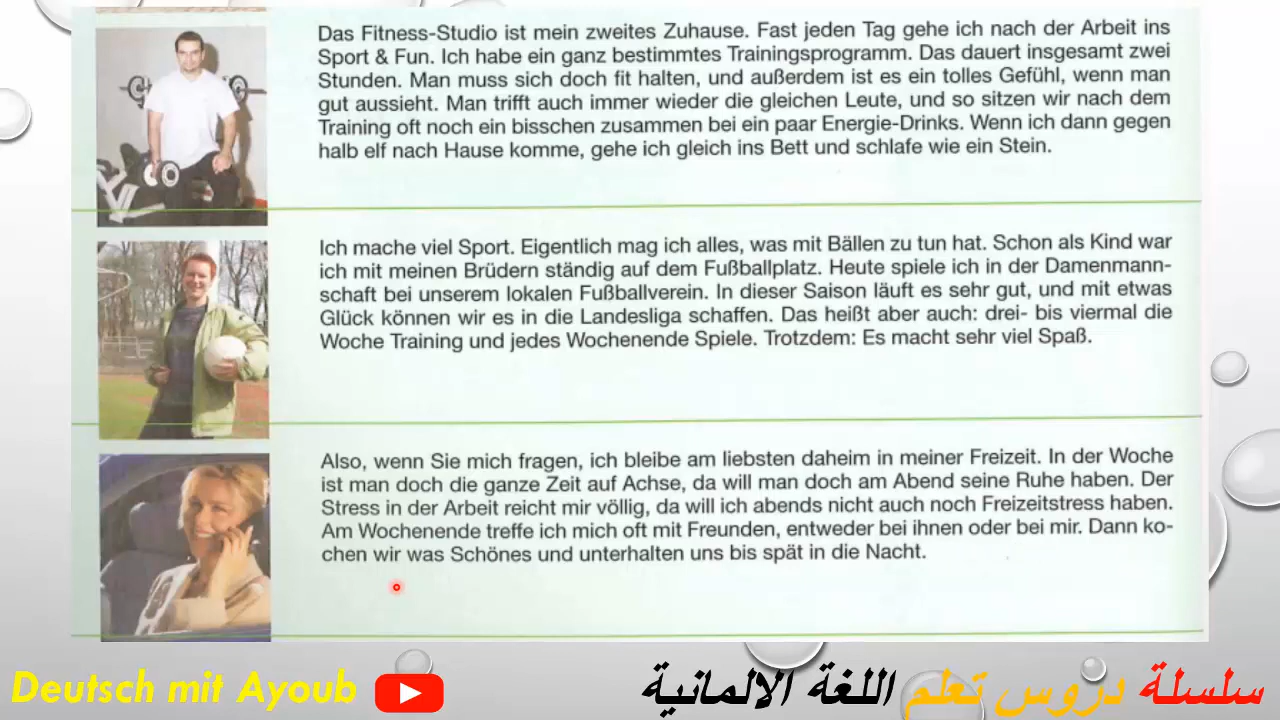 Das Fitness-Studio ist mein zweites Zuhause. Fast jeden Tag gehe ich nach der Arbeit ins
Sport & Fun. Ich habe ein ganz bestimmtes Trainingsprogramm. Das dauert insgesamt zwei
Stunden. Man muss sich doch fit halten, und außerdem ist es ein tolles Gefühl, wenn man
gut aussieht. Man trifft auch immer wieder die gleichen Leute, und so sitzen wir nach dem
Training oft noch ein bisschen zusammen bei ein paar Energie-Drinks. Wenn ich dann gegen
halb elf nach Hause komme, gehe ich gleich ins Bett und schlafe wie ein Stein.
Ich mache viel Sport. Eigentlich mag ich alles, was mit Bällen zu tun hat. Schon als Kind war
ich mit meinen Brüdern ständig auf dem Fußballplatz. Heute spiele ich in der Damenmann-
schaft bei unserem lokalen Fußballverein. In dieser Saison läuft es sehr gut, und mit etwas
Glück können wir es in die Landesliga schaffen. Das heißt aber auch: drei- bis viermal die
Woche Training und jedes Wochenende Spiele. Trotzdem: Es macht sehr viel Spaß.
Also, wenn Sie mich fragen, ich bleibe am liebsten daheim in meiner Freizeit. In der Woche
ist man doch die ganze Zeit auf Achse, da will man doch am Abend seine Ruhe haben. Der
Stress in der Arbeit reicht mir völlig, da will ich abends nicht auch noch Freizeitstress haben.
Am Wochenende treffe ich mich oft mit Freunden, entweder bei ihnen oder bei mir. Dann ko-
chen wir was Schönes und unterhalten uns bis spät in die Nacht.
Deutsch mit Ayoub
سلسلة دروس تعلم اللغة الالمانية